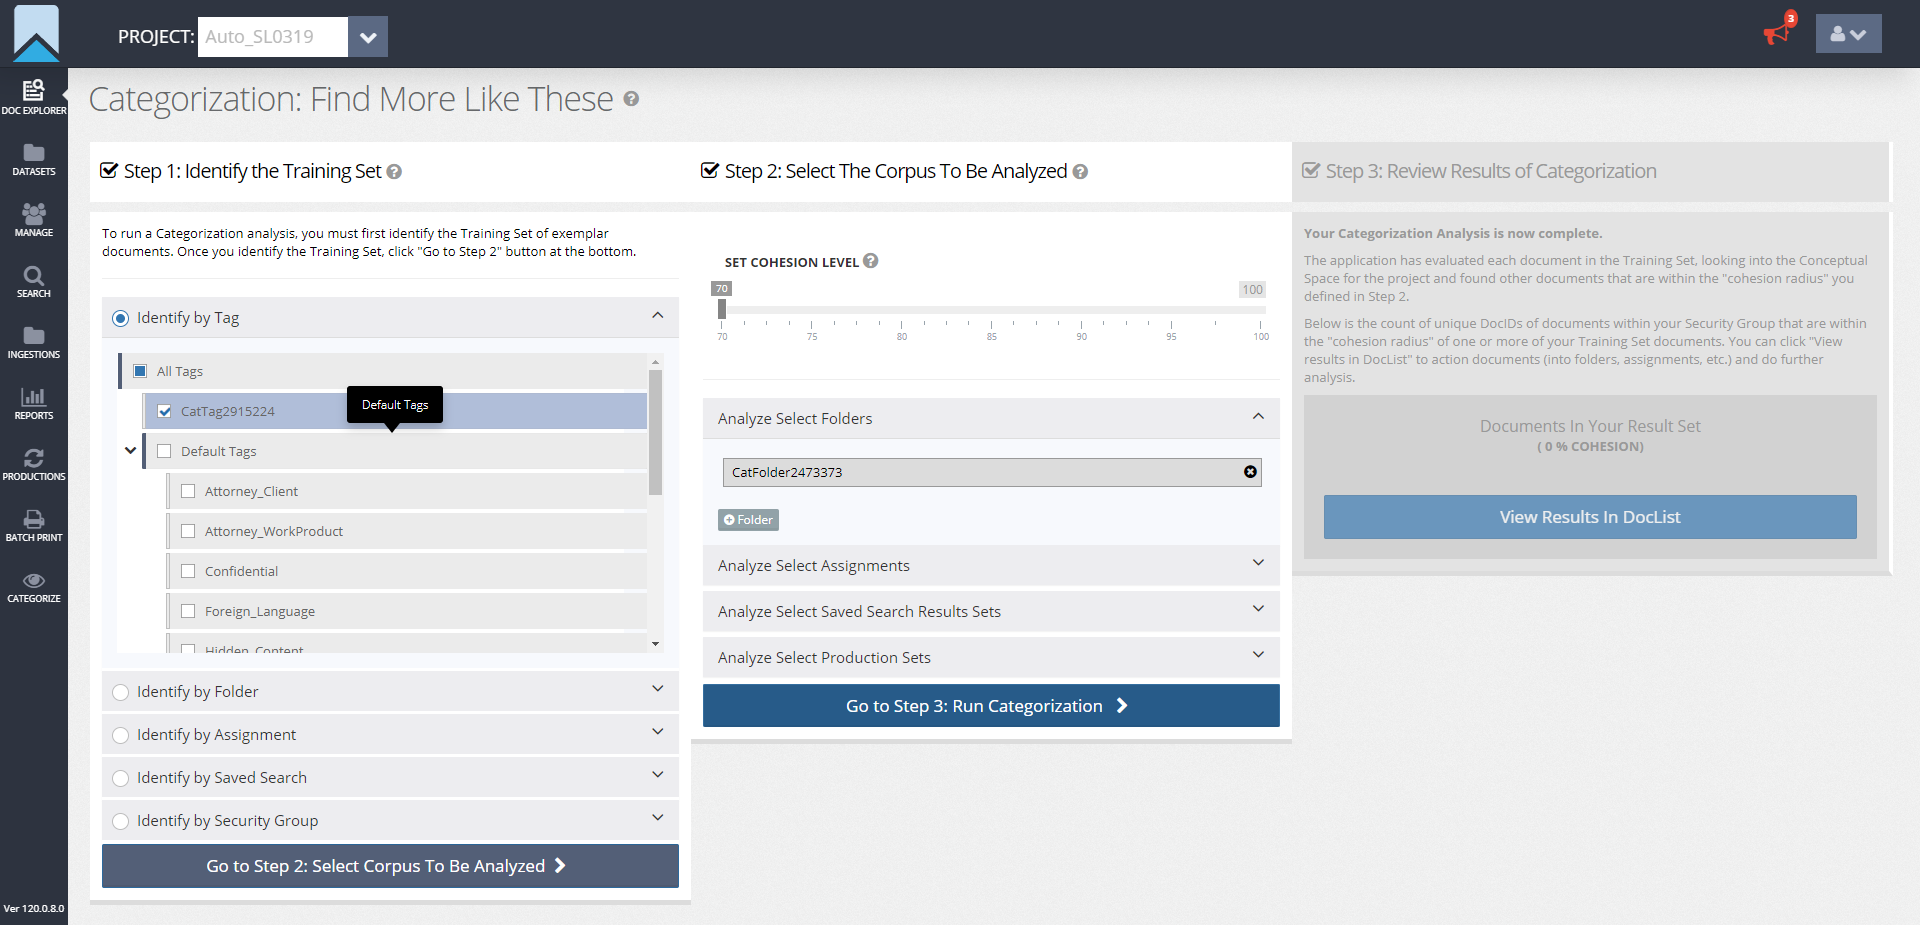 PROJECT: Auto_SL0319
3
DOC EXPLORER
DATASETS
MANAGE
SEARCH
INGESTIONS
REPORTS
PRODUCTIONS
BATCH PRINT
CATEGORIZE
Ver 120.0.8.0
Categorization: Find More Like These
Step 1: Identify the Training Set
To run a Categorization analysis, you must first identify the Training Set of exemplar
documents. Once you identify the Training Set, click "Go to Step 2" button at the bottom.
Identify by Tag
All Tags
CatTag2915224
Default Tags
Default Tags
Attorney_Client
Attorney_WorkProduct
Confidential
Foreign_Language
Hidden_Content
Identify by Folder
Identify by Assignment
Identify by Saved Search
Identify by Security Group
Go to Step 2: Select Corpus To Be Analyzed
Step 2: Select The Corpus To Be Analyzed
SET COHESION LEVEL
70 100
70 75 80 85 90 95 100
Analyze Select Folders
CatFolder2473373
Folder
Analyze Select Assignments
Analyze Select Saved Search Results Sets
Analyze Select Production Sets
Go to Step 3: Run Categorization
Step 3: Review Results of Categorization
Your Categorization Analysis is now complete.
The application has evaluated each document in the Training Set, looking into the Conceptual
Space for the project and found other documents that are within the "cohesion radius" you
defined in Step 2.
Below is the count of unique DocIDs of documents within your Security Group that are within
the "cohesion radius" of one or more of your Training Set documents. You can click "View
results in DocList" to action documents (into folders, assignments, etc.) and do further
analysis.
Documents In Your Result Set
( 0 % COHESION)
View Results In DocList